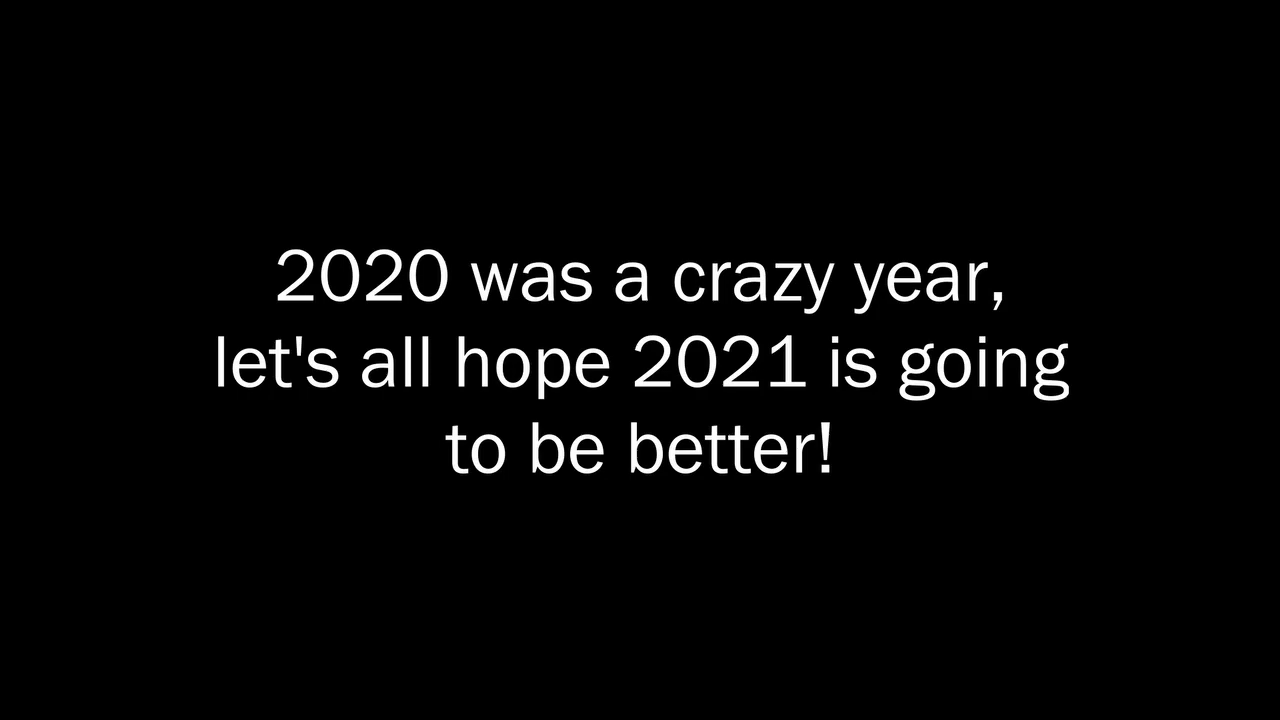 2020 was a crazy year,
let's all hope 2021 is going
to be better!